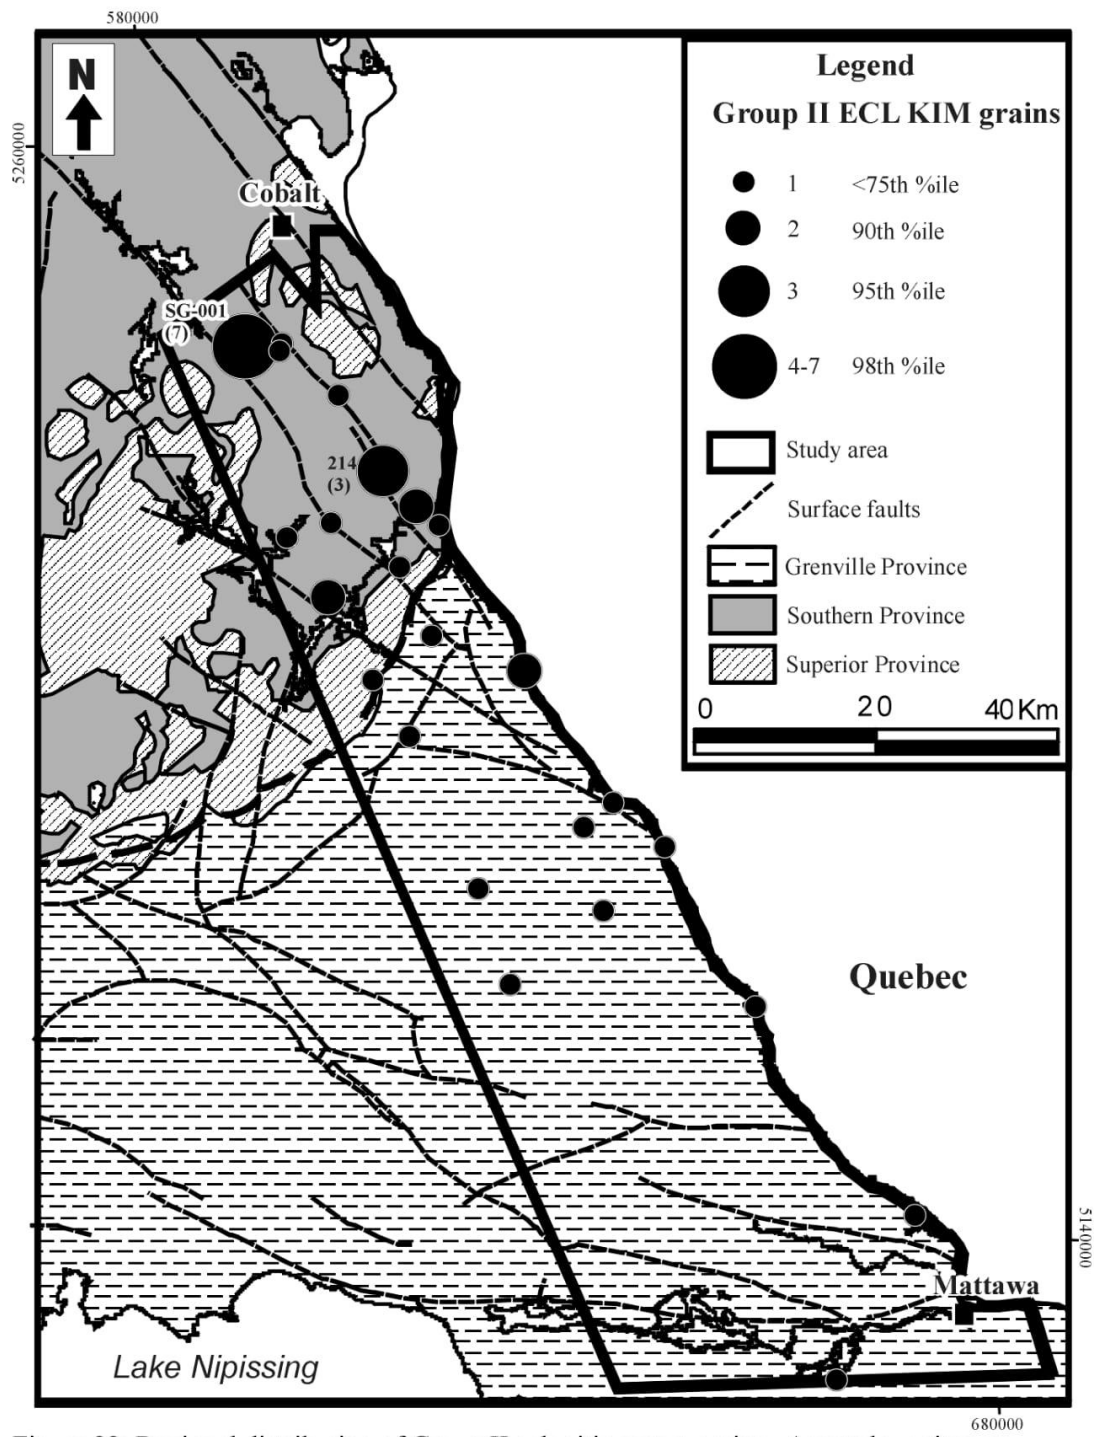 580000
N
5260000
Cobalt
SG-001
(7)
214
(3)
Legend
Group II ECL KIM grains
1 <75th %ile
2 90th %ile
3 95th %ile
4-7 98th %ile
Study area
Surface faults
Grenville Province
Southern Province
Superior Province
0 20 40 Km
Quebec
5140000
Mattawa
Lake Nipissing
680000